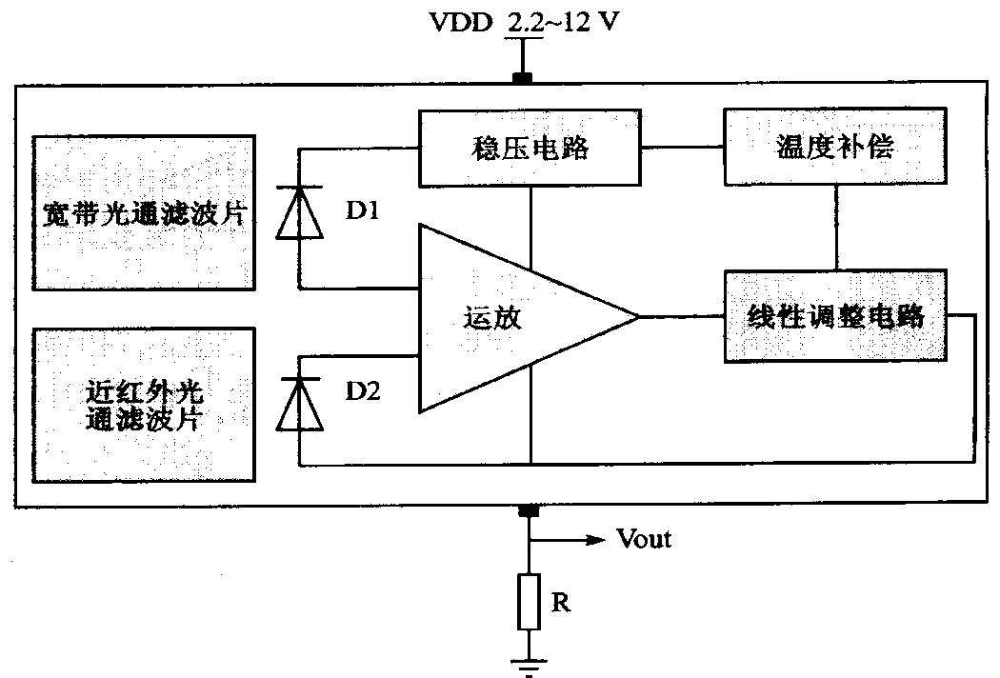 VDD 2.2~12 V
稳压电路
温度补偿
宽带光通滤波片
D1
运放
线性调整电路
近红外光
通滤波片
D2
Vout
R